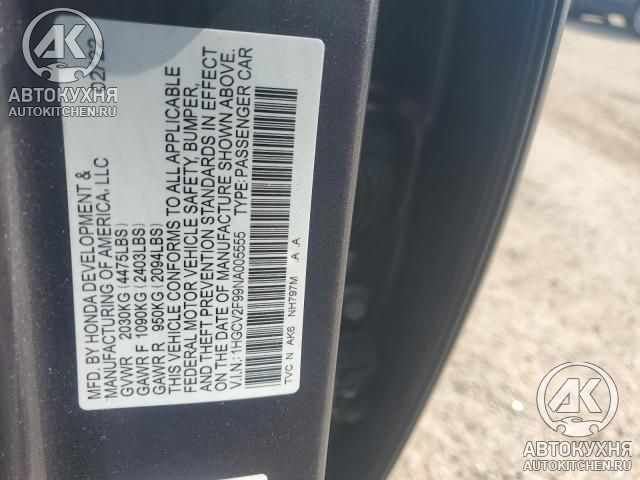 MFD. BY HONDA DEVELOPMENT &
MANUFACTURING OF AMERICA, LLC
GVWR 2030KG (4475LBS)
GAWR F 1090KG (2403LBS)
GAWR R 950KG (2094LBS)
THIS VEHICLE CONFORMS TO ALL APPLICABLE
FEDERAL MOTOR VEHICLE SAFETY, BUMPER,
AND THEFT PREVENTION STANDARDS IN EFFECT
ON THE DATE OF MANUFACTURE SHOWN ABOVE.
V.I.N.: 1HGCV2F99NA005555 TYPE: PASSENGER CAR
TVC N AK6 NH797M .A .A
АК
АВТОКУХНЯ
AUTOKITCHEN.RU
АК
АВТОКУХНЯ
AUTOKITCHEN.RU